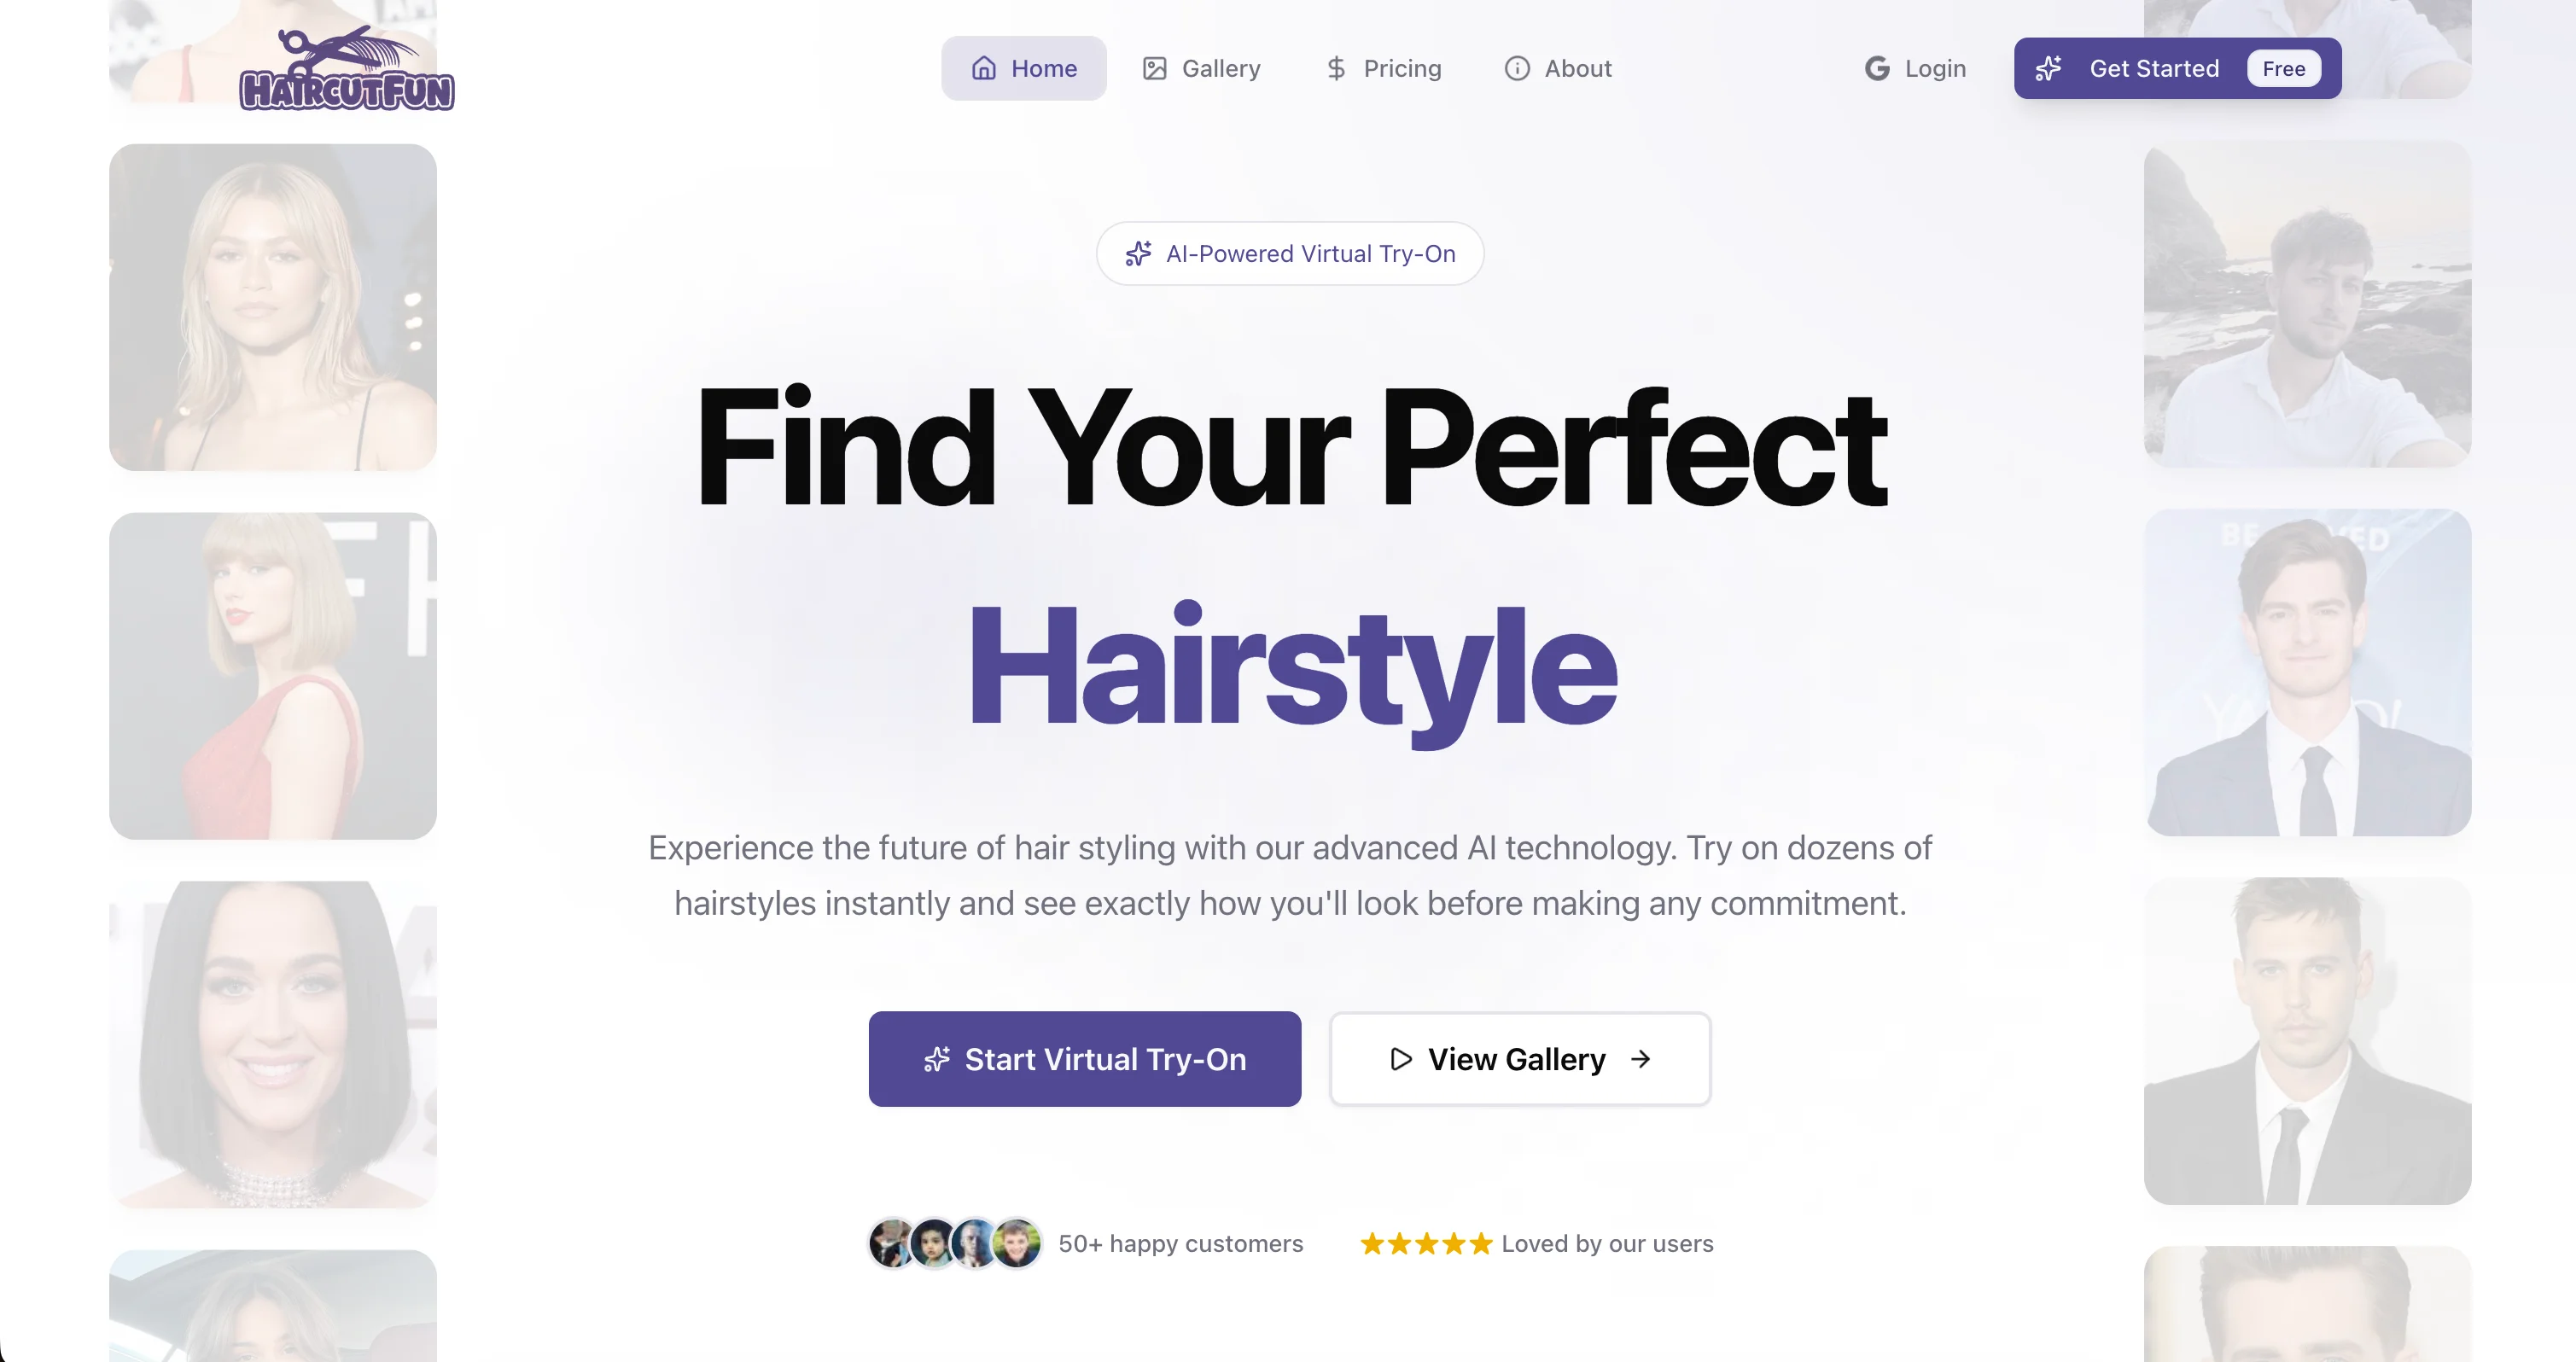 HAIRCUTFUN
Home
Gallery
Pricing
About
Login
Get Started
Free
AI-Powered Virtual Try-On
Find Your Perfect
Hairstyle
Experience the future of hair styling with our advanced AI technology. Try on dozens of
hairstyles instantly and see exactly how you'll look before making any commitment.
Start Virtual Try-On
View Gallery
50+ happy customers
Loved by our users